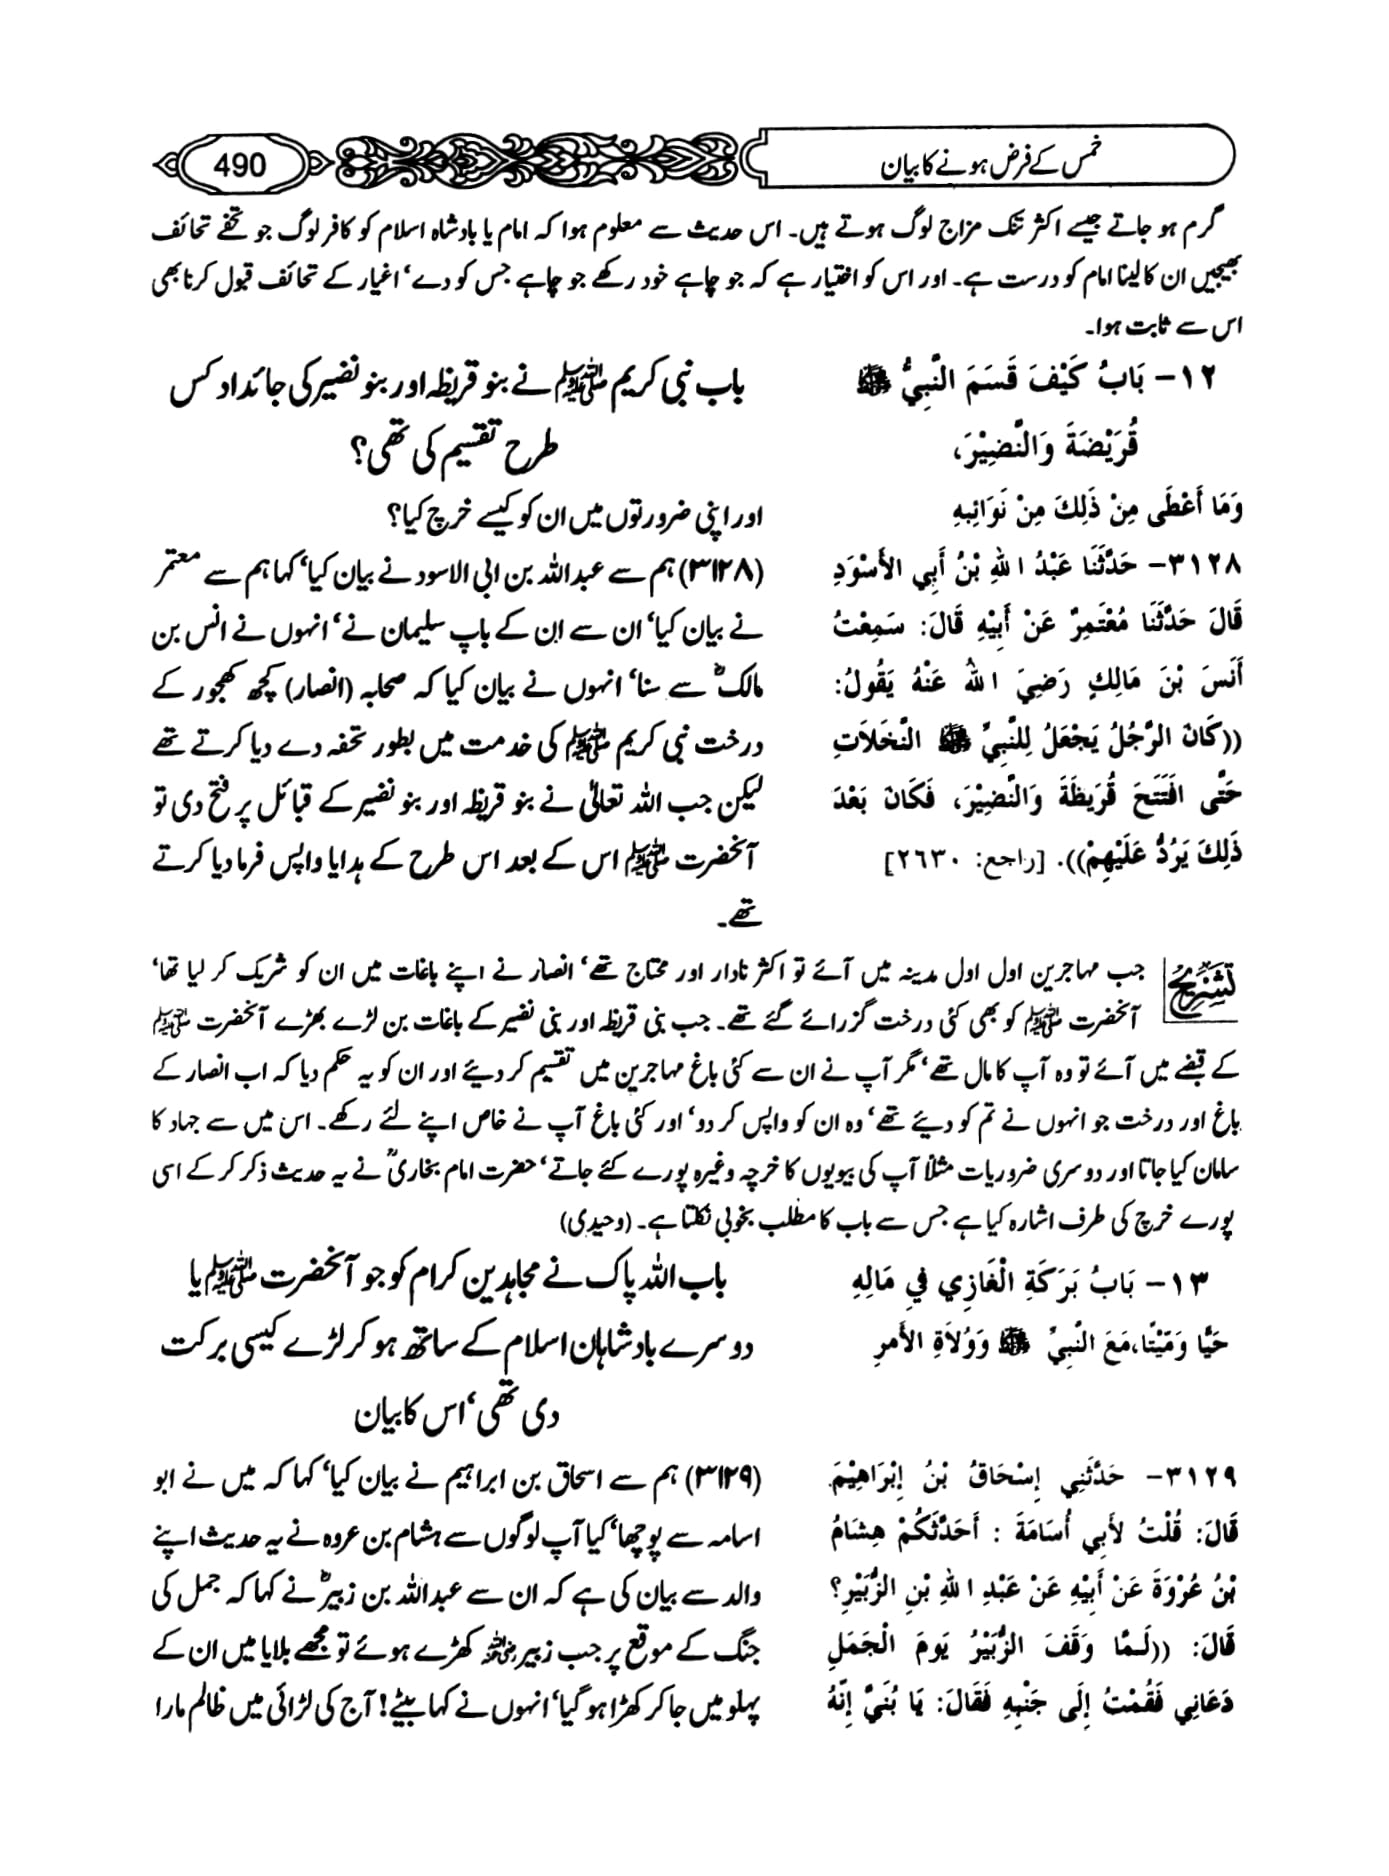 خمس کے فرض ہونے کا بیان
490
گرم ہو جاتے جیسے اکثر تنک مزاج لوگ ہوتے ہیں۔ اس حدیث سے معلوم ہوا کہ امام یا بادشاہ اسلام کو کافر لوگ جو تحفے تحائف
بھیجیں ان کا لینا امام کو درست ہے۔ اور اس کو اختیار ہے کہ جو چاہے خود رکھے جو چاہے جس کو دے‘ اغیار کے تحائف قبول کرنا بھی
اس سے ثابت ہوا۔
١٢- بَابُ كَيْفَ قَسَمَ النَّبِيُّ ﷺ
قُرَيْضَةَ وَالنَّضِيْرَ،
وَمَا أَعْطَى مِنْ ذَلِكَ مِنْ نَوَائِبِهِ
٣١٢٨- حَدَّثَنَا عَبْدُ اللهِ بْنُ أَبِي الأَسْوَدِ
قَالَ حَدَّثَنَا مُعْتَمِرٌ عَنْ أَبِيْهِ قَالَ: سَمِعْتُ
أَنَسَ بْنَ مَالِكٍ رَضِيَ اللهُ عَنْهُ يَقُولُ:
((كَانَ الرَّجُلُ يَجْعَلُ لِلنَّبِيِّ ﷺ النَّخَلاَتِ
حَتَّى افْتَتَحَ قُرَيظَةَ وَالنَّضِيْرَ، فَكَانَ بَعْدَ
ذَلِكَ يَرُدُّ عَلَيْهِمْ)). [راجع: ٢٦٣٠]
باب نبی کریم ﷺ نے بنو قریظہ اور بنو نضیر کی جائداد کس
طرح تقسیم کی تھی؟
اور اپنی ضرورتوں میں ان کو کیسے خرچ کیا؟
(۳۱۲۸) ہم سے عبداللہ بن ابی الاسود نے بیان کیا‘ کہا ہم سے معتمر
نے بیان کیا‘ ان سے ان کے باپ سلیمان نے‘ انہوں نے انس بن
مالکؓ سے سنا‘ انہوں نے بیان کیا کہ صحابہ (انصار) کچھ کھجور کے
درخت نبی کریم ﷺ کی خدمت میں بطور تحفہ دے دیا کرتے تھے
لیکن جب اللہ تعالیٰ نے بنو قریظہ اور بنو نضیر کے قبائل پر فتح دی تو
آنحضرت ﷺ اس کے بعد اس طرح کے ہدایا واپس فرما دیا کرتے
تھے۔
تشریح
جب مہاجرین اول اول مدینہ میں آئے تو اکثر نادار اور محتاج تھے‘ انصار نے اپنے باغات میں ان کو شریک کر لیا تھا‘
آنحضرت ﷺ کو بھی کئی درخت گزرائے گئے تھے۔ جب بنی قریظہ اور بنی نضیر کے باغات بن لڑے بھڑے آنحضرت ﷺ
کے قبضے میں آئے تو وہ آپ کا مال تھے‘ مگر آپ نے ان سے کئی باغ مہاجرین میں تقسیم کر دیئے اور ان کو یہ حکم دیا کہ اب انصار کے
باغ اور درخت جو انہوں نے تم کو دیئے تھے‘ وہ ان کو واپس کر دو‘ اور کئی باغ آپ نے خاص اپنے لئے رکھے۔ اس میں سے جہاد کا
سامان کیا جاتا اور دوسری ضروریات مثلاً آپ کی بیویوں کا خرچہ وغیرہ پورے کئے جاتے‘ حضرت امام بخاریؒ نے یہ حدیث ذکر کر کے اسی
پورے خرچ کی طرف اشارہ کیا ہے جس سے باب کا مطلب بخوبی نکلتا ہے۔ (وحیدی)
١٣- بَابُ بَرَكَةِ الْغَازِي فِي مَالِهِ
حَيًّا وَمَيِّتًا، مَعَ النَّبِيِّ ﷺ وَوُلاَةِ الأَمرِ
٣١٢٩- حَدَّثَنِي إِسْحَاقُ بْنُ إِبْرَاهِيْمَ
قَالَ: قُلْتُ لأَبِي أُسَامَةَ : أَحَدَّثَكُمْ هِشَامُ
بْنُ عُرْوَةَ عَنْ أَبِيْهِ عَنْ عَبْدِ اللهِ بْنِ الزُّبَيْرِ؟
قَالَ: ((لَمَّا وَقَفَ الزُّبَيْرُ يَومَ الْجَمَلِ
دَعَانِي فَقُمْتُ إِلَى جَنْبِهِ فَقَالَ: يَا بُنَيَّ إِنَّهُ
باب اللہ پاک نے مجاہدین کرام کو جو آنحضرت ﷺ یا
دوسرے بادشاہان اسلام کے ساتھ ہو کر لڑے کیسی برکت
دی تھی‘ اس کا بیان
(۳۱۲۹) ہم سے اسحاق بن ابراہیم نے بیان کیا‘ کہا کہ میں نے ابو
اسامہ سے پوچھا‘ کیا آپ لوگوں سے ہشام بن عروہ نے یہ حدیث اپنے
والد سے بیان کی ہے کہ ان سے عبداللہ بن زبیرؓ نے کہا کہ جمل کی
جنگ کے موقع پر جب زبیر رضی اللہ عنہ کھڑے ہوئے تو مجھے بلایا میں ان کے
پہلو میں جا کر کھڑا ہو گیا‘ انہوں نے کہا بیٹے! آج کی لڑائی میں ظالم مارا